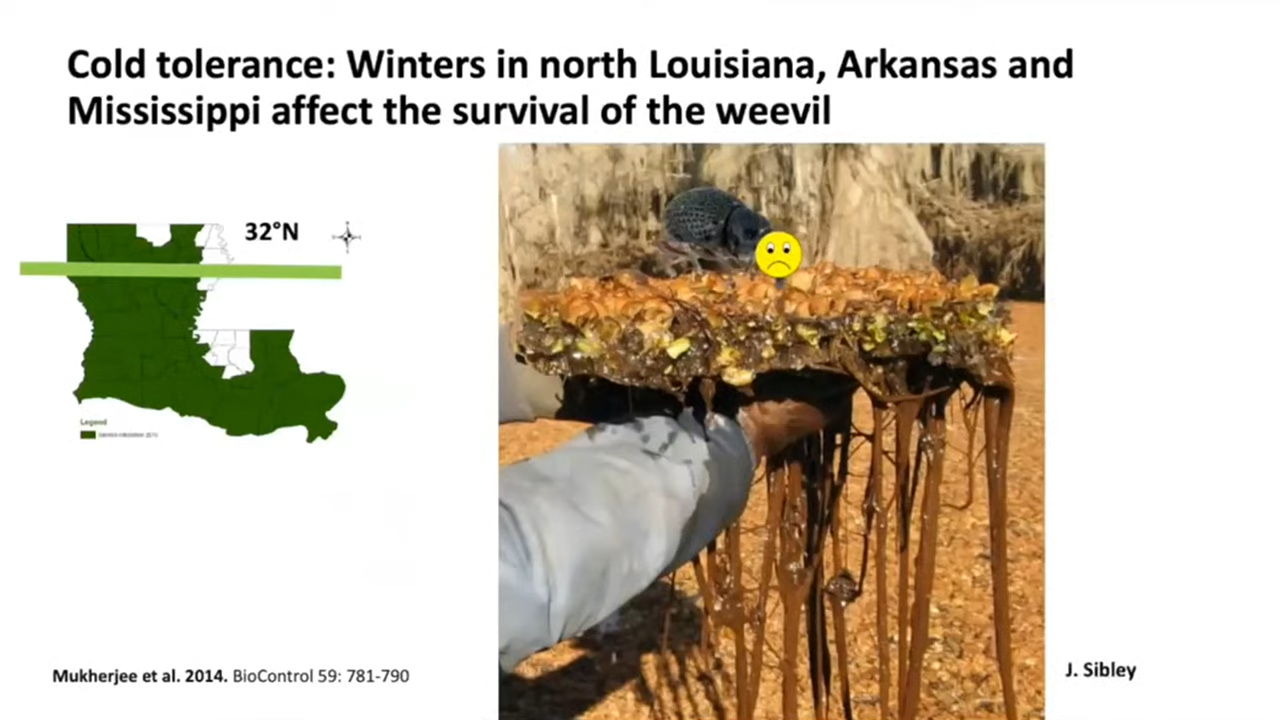 Cold tolerance: Winters in north Louisiana, Arkansas and
Mississippi affect the survival of the weevil
32°N
Legend
Mukherjee et al. 2014. BioControl 59: 781-790
J. Sibley